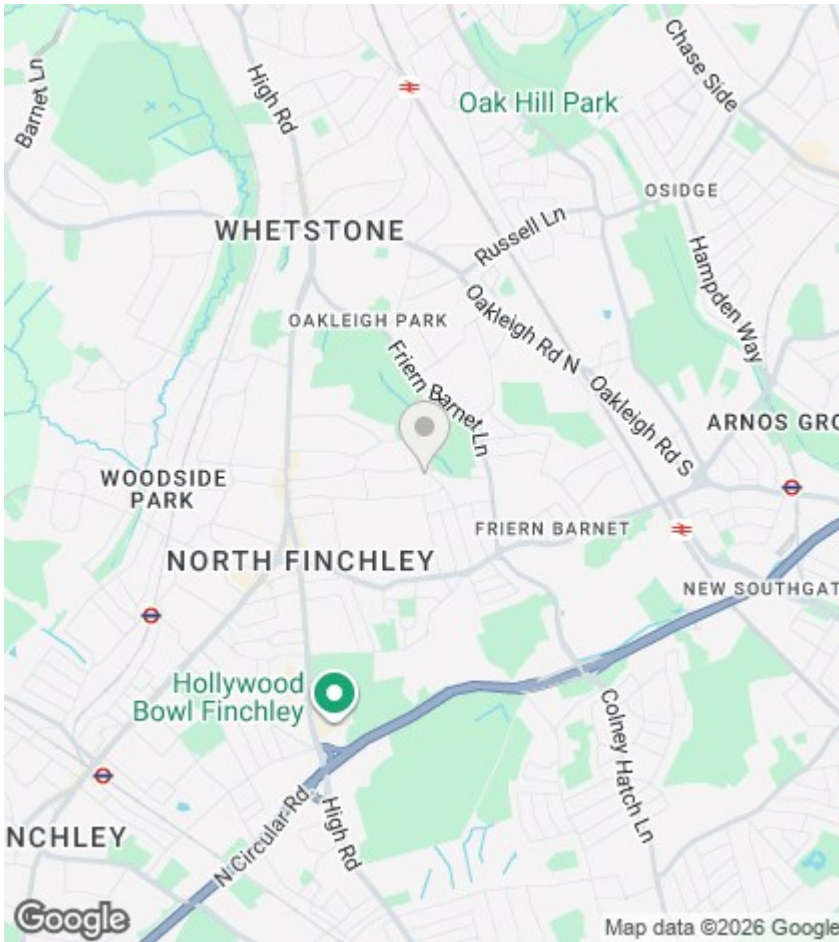 Barnet Ln
High Rd
Oak Hill Park
Chase Side
OSIDGE
WHETSTONE
Russell Ln
Hampden Way
OAKLEIGH PARK
Oakleigh Rd N
Friern Barnet Ln
Oakleigh Rd S
ARNOS GRO
WOODSIDE
PARK
FRIERN BARNET
NORTH FINCHLEY
NEW SOUTHGAT
Hollywood
Bowl Finchley
Colney Hatch Ln
NCHLEY
N Circular Rd
High Rd
Google
Map data ©2026 Google